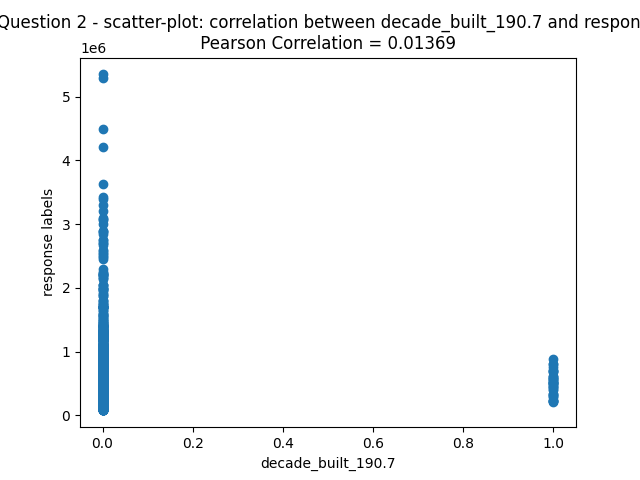 Question 2 - scatter-plot: correlation between decade_built_190.7 and respon
Pearson Correlation = 0.01369
1e6
5
4
3
2
1
0
response labels
0.0 0.2 0.4 0.6 0.8 1.0
decade_built_190.7